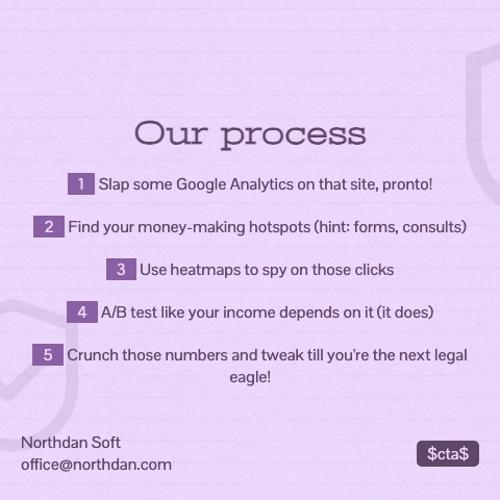 Our process
1 Slap some Google Analytics on that site, pronto!
2 Find your money-making hotspots (hint: forms, consults)
3 Use heatmaps to spy on those clicks
4 A/B test like your income depends on it (it does)
5 Crunch those numbers and tweak till you're the next legal
eagle!
Northdan Soft
office@northdan.com
$cta$